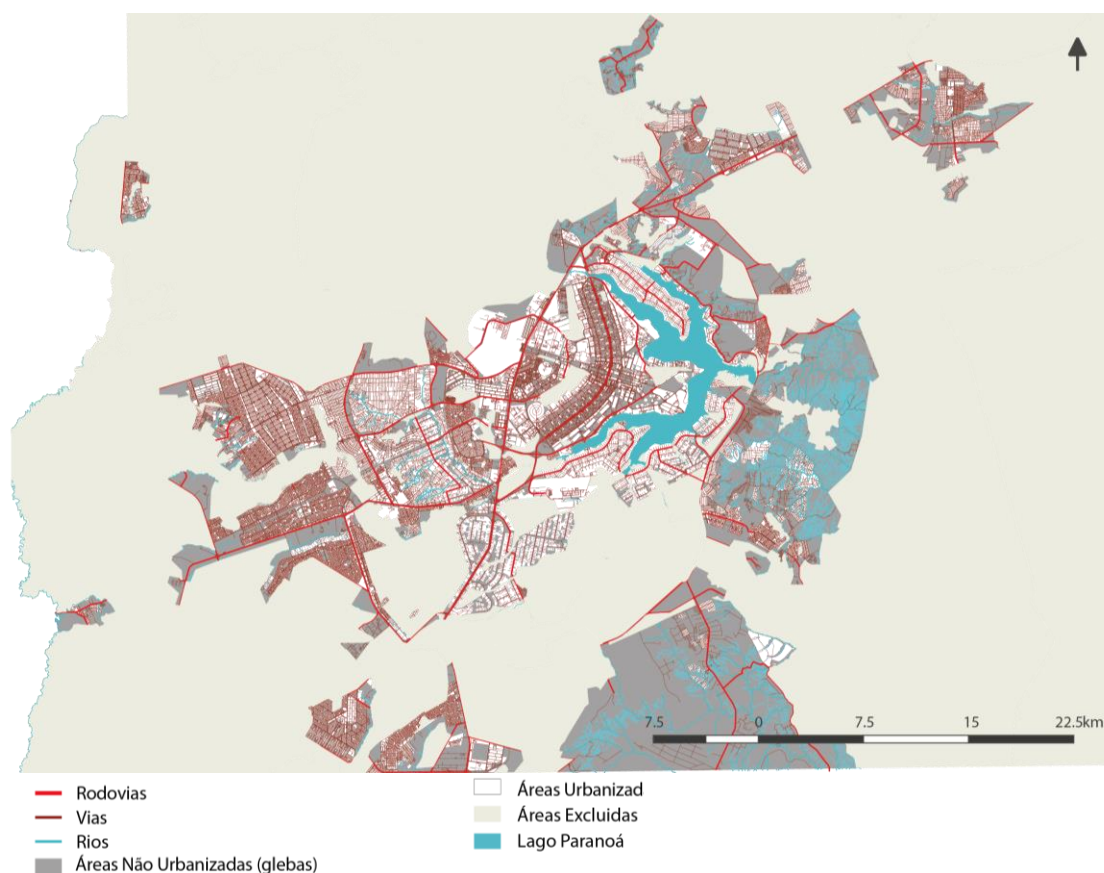 7.5 0 7.5 15 22.5km
Rodovias
Vias
Rios
Áreas Não Urbanizadas (glebas)
Áreas Urbanizad
Áreas Excluidas
Lago Paranoá